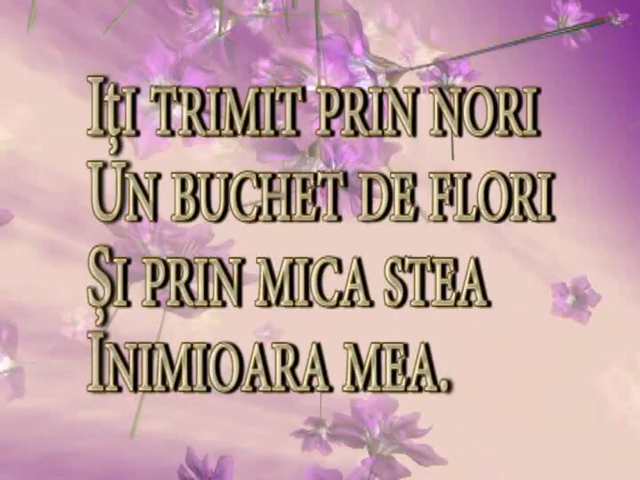 Iți trimit prin nori
Un buchet de flori
Și prin mica stea
Inimioara mea.